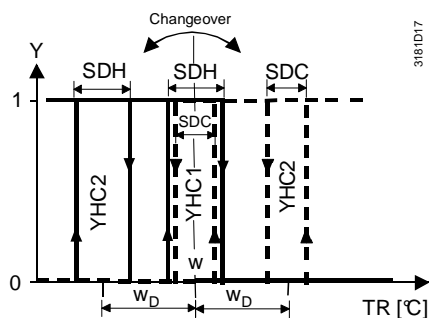 Changeover
3181D17
Y
SDH
SDH
SDC
1
SDC
YHC2
YHC1
YHC2
w
0
wD
wD
TR [°C]